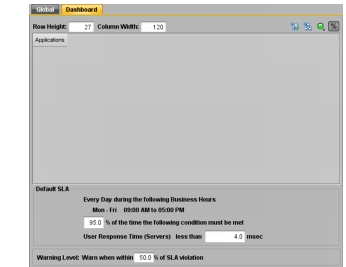 Global Dashboard
Row Height: 27 Column Width: 120 %
Applications
Default SLA
Every Day during the following Business Hours
Mon - Fri 09:00 AM to 05:00 PM
95.0 % of the time the following condition must be met
User Response Time (Servers) less than 4.0 msec
Warning Level: Warn when within 50.0 % of SLA violation